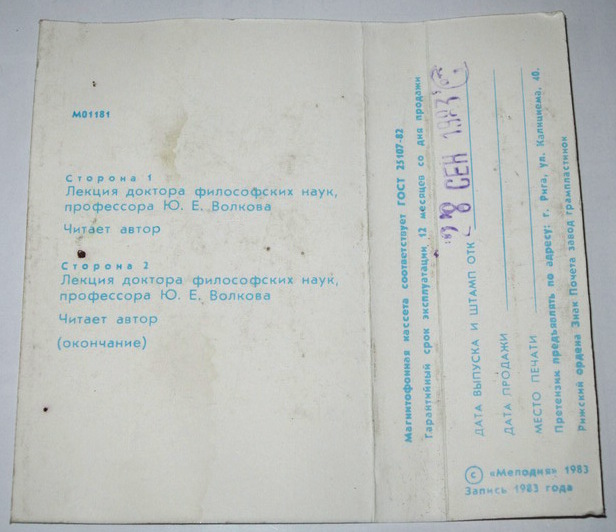 М01181
Сторона 1
Лекция доктора философских наук,
профессора Ю. Е. Волкова
Читает автор
Сторона 2
Лекция доктора философских наук,
профессора Ю. Е. Волкова
Читает автор
(окончание)
Магнитофонная кассета соответствует ГОСТ 25107-82
Гарантийный срок эксплуатации 12 месяцев со дня продажи
ДАТА ВЫПУСКА И ШТАМП ОТК
8 СЕН 1983
ДАТА ПРОДАЖИ
МЕСТО ПЕЧАТИ
Претензии предъявлять по адресу: г. Рига, ул. Калнциема, 40.
Рижский ордена Знак Почета завод грампластинок
© «Мелодия» 1983
Запись 1983 года